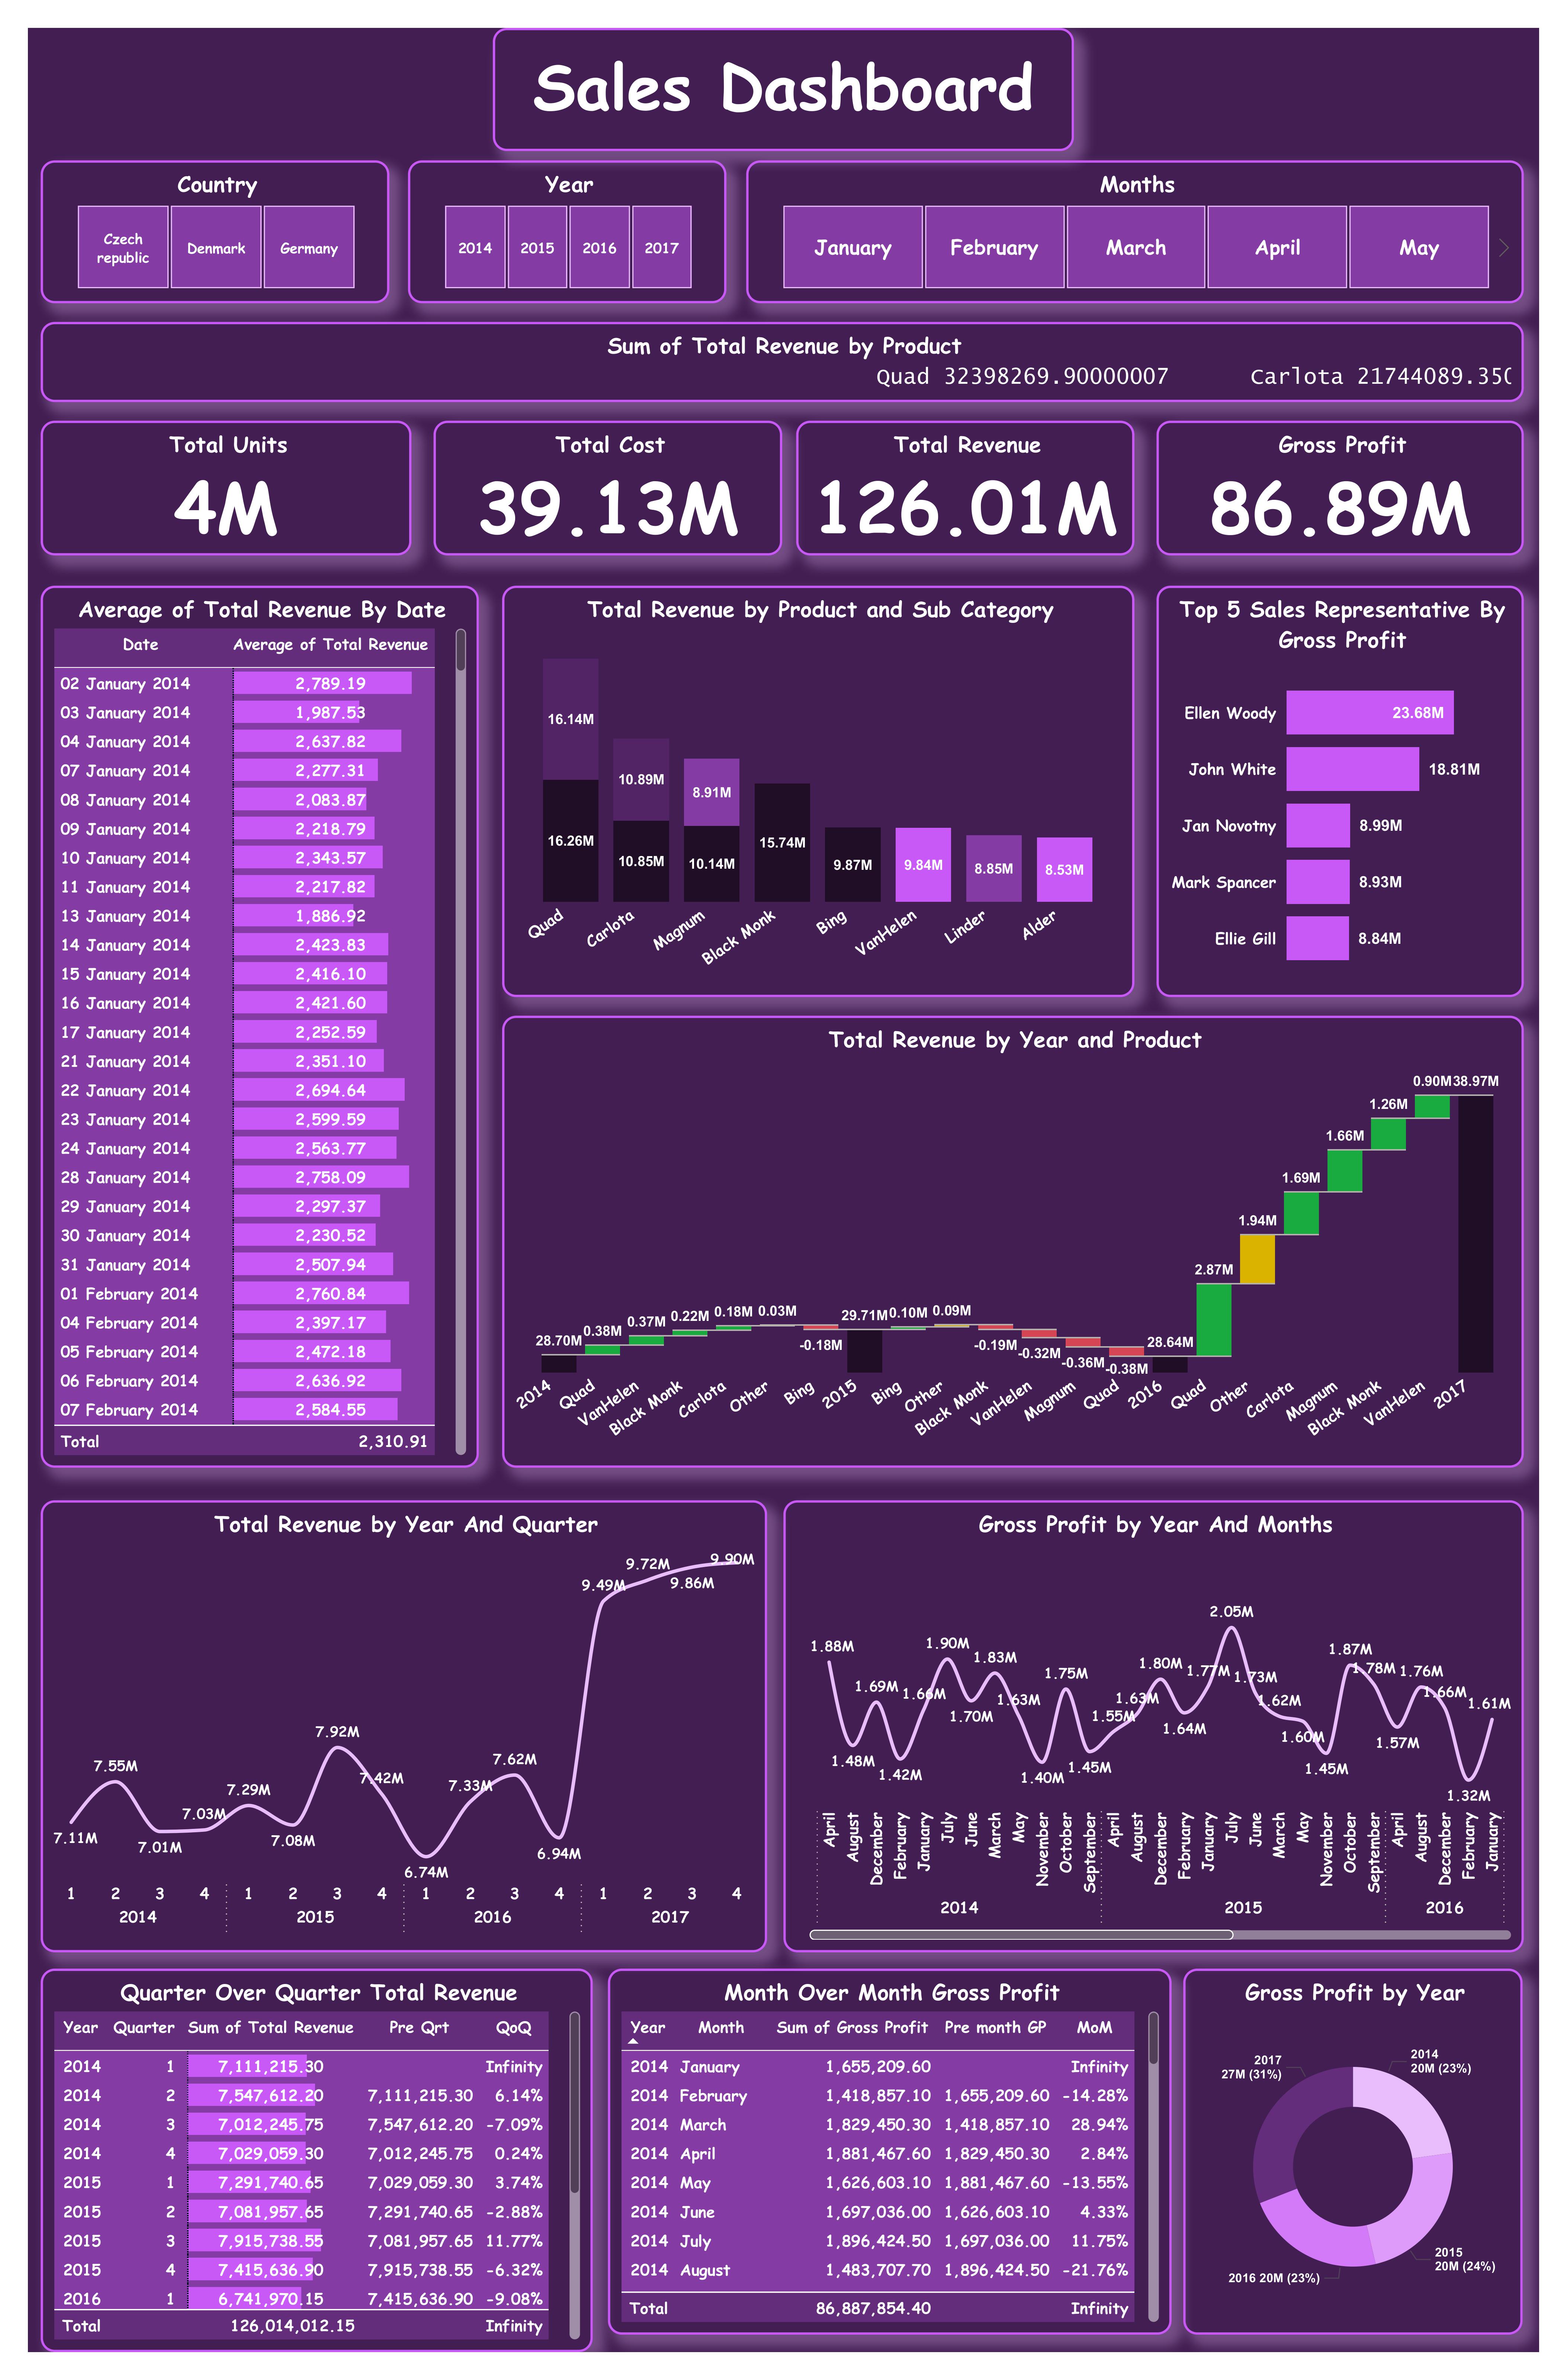 Sales Dashboard
Country
Czech republic
Denmark
Germany
Year
2014
2015
2016
2017
Months
January
February
March
April
May
Sum of Total Revenue by Product
Quad 32398269.90000007 Carlota 21744089.350
Total Units
4M
Total Cost
39.13M
Total Revenue
126.01M
Gross Profit
86.89M
Average of Total Revenue By Date
Date Average of Total Revenue
02 January 2014 2,789.19
03 January 2014 1,987.53
04 January 2014 2,637.82
07 January 2014 2,277.31
08 January 2014 2,083.87
09 January 2014 2,218.79
10 January 2014 2,343.57
11 January 2014 2,217.82
13 January 2014 1,886.92
14 January 2014 2,423.83
15 January 2014 2,416.10
16 January 2014 2,421.60
17 January 2014 2,252.59
21 January 2014 2,351.10
22 January 2014 2,694.64
23 January 2014 2,599.59
24 January 2014 2,563.77
28 January 2014 2,758.09
29 January 2014 2,297.37
30 January 2014 2,230.52
31 January 2014 2,507.94
01 February 2014 2,760.84
04 February 2014 2,397.17
05 February 2014 2,472.18
06 February 2014 2,636.92
07 February 2014 2,584.55
Total 2,310.91
Total Revenue by Product and Sub Category
16.14M
16.26M
10.89M
10.85M
8.91M
10.14M
15.74M
9.87M
9.84M
8.85M
8.53M
Quad
Carlota
Magnum
Black Monk
Bing
VanHelen
Linder
Alder
Top 5 Sales Representative By
Gross Profit
Ellen Woody 23.68M
John White 18.81M
Jan Novotny 8.99M
Mark Spancer 8.93M
Ellie Gill 8.84M
Total Revenue by Year and Product
28.70M
0.38M
0.37M
0.22M
0.18M
0.03M
-0.18M
29.71M
0.10M
0.09M
-0.19M
-0.32M
-0.36M
-0.38M
28.64M
2.87M
1.94M
1.69M
1.66M
1.26M
0.90M
38.97M
2014
Quad
VanHelen
Black Monk
Carlota
Other
Bing
2015
Bing
Other
Black Monk
VanHelen
Magnum
Quad
2016
Quad
Other
Carlota
Magnum
Black Monk
VanHelen
2017
Total Revenue by Year And Quarter
7.11M
7.55M
7.01M
7.03M
7.29M
7.08M
7.92M
7.42M
6.74M
7.33M
7.62M
6.94M
9.49M
9.72M
9.86M
9.90M
1 2 3 4 1 2 3 4 1 2 3 4 1 2 3 4
2014 2015 2016 2017
Gross Profit by Year And Months
1.88M
1.48M
1.69M
1.42M
1.66M
1.90M
1.70M
1.83M
1.63M
1.40M
1.75M
1.45M
1.55M
1.63M
1.80M
1.64M
1.77M
2.05M
1.73M
1.62M
1.60M
1.45M
1.87M
1.78M
1.57M
1.76M
1.66M
1.32M
1.61M
April
August
December
February
January
July
June
March
May
November
October
September
April
August
December
February
January
July
June
March
May
November
October
September
April
August
December
February
January
2014 2015 2016
Quarter Over Quarter Total Revenue
Year Quarter Sum of Total Revenue Pre Qrt QoQ
2014 1 7,111,215.30 Infinity
2014 2 7,547,612.20 7,111,215.30 6.14%
2014 3 7,012,245.75 7,547,612.20 -7.09%
2014 4 7,029,059.30 7,012,245.75 0.24%
2015 1 7,291,740.65 7,029,059.30 3.74%
2015 2 7,081,957.65 7,291,740.65 -2.88%
2015 3 7,915,738.55 7,081,957.65 11.77%
2015 4 7,415,636.90 7,915,738.55 -6.32%
2016 1 6,741,970.15 7,415,636.90 -9.08%
Total 126,014,012.15 Infinity
Month Over Month Gross Profit
Year Month Sum of Gross Profit Pre month GP MoM
2014 January 1,655,209.60 Infinity
2014 February 1,418,857.10 1,655,209.60 -14.28%
2014 March 1,829,450.30 1,418,857.10 28.94%
2014 April 1,881,467.60 1,829,450.30 2.84%
2014 May 1,626,603.10 1,881,467.60 -13.55%
2014 June 1,697,036.00 1,626,603.10 4.33%
2014 July 1,896,424.50 1,697,036.00 11.75%
2014 August 1,483,707.70 1,896,424.50 -21.76%
Total 86,887,854.40 Infinity
Gross Profit by Year
2017
27M (31%)
2014
20M (23%)
2015
20M (24%)
2016 20M (23%)